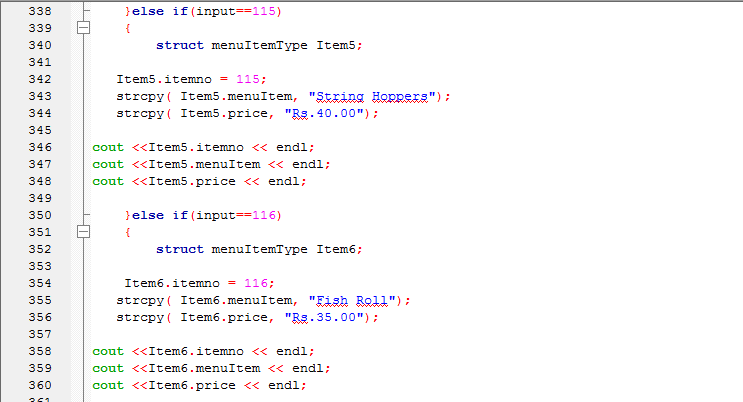 338 }else if(input==115)
339 {
340 struct menuItemType Item5;
341
342 Item5.itemno = 115;
343 strcpy( Item5.menuItem, "String Hoppers");
344 strcpy( Item5.price, "Rs.40.00");
345
346 cout <<Item5.itemno << endl;
347 cout <<Item5.menuItem << endl;
348 cout <<Item5.price << endl;
349
350 }else if(input==116)
351 {
352 struct menuItemType Item6;
353
354 Item6.itemno = 116;
355 strcpy( Item6.menuItem, "Fish Roll");
356 strcpy( Item6.price, "Rs.35.00");
357
358 cout <<Item6.itemno << endl;
359 cout <<Item6.menuItem << endl;
360 cout <<Item6.price << endl;
361